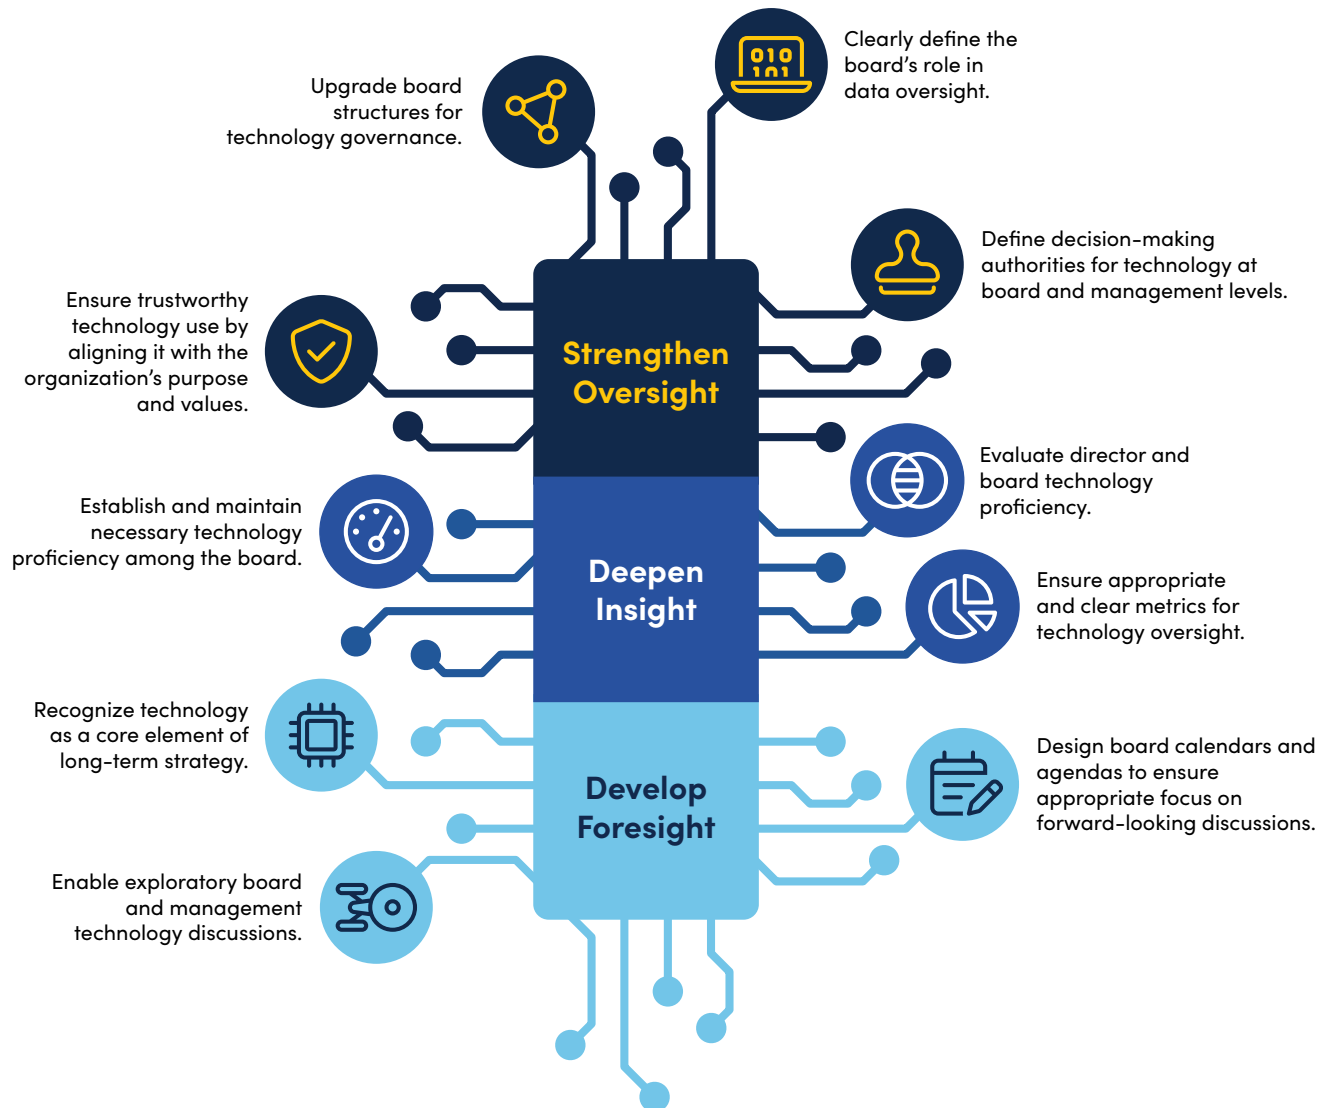 Clearly define the
board’s role in
data oversight.
Upgrade board
structures for
technology governance.
010
101
Define decision-making
authorities for technology at
board and management levels.
Ensure trustworthy
technology use by
aligning it with the
organization’s purpose
and values.
Strengthen
Oversight
Evaluate director and
board technology
proficiency.
Establish and maintain
necessary technology
proficiency among the board.
Deepen
Insight
Ensure appropriate
and clear metrics for
technology oversight.
Recognize technology
as a core element of
long-term strategy.
Design board calendars and
agendas to ensure
appropriate focus on
forward-looking discussions.
Develop
Foresight
Enable exploratory board
and management
technology discussions.